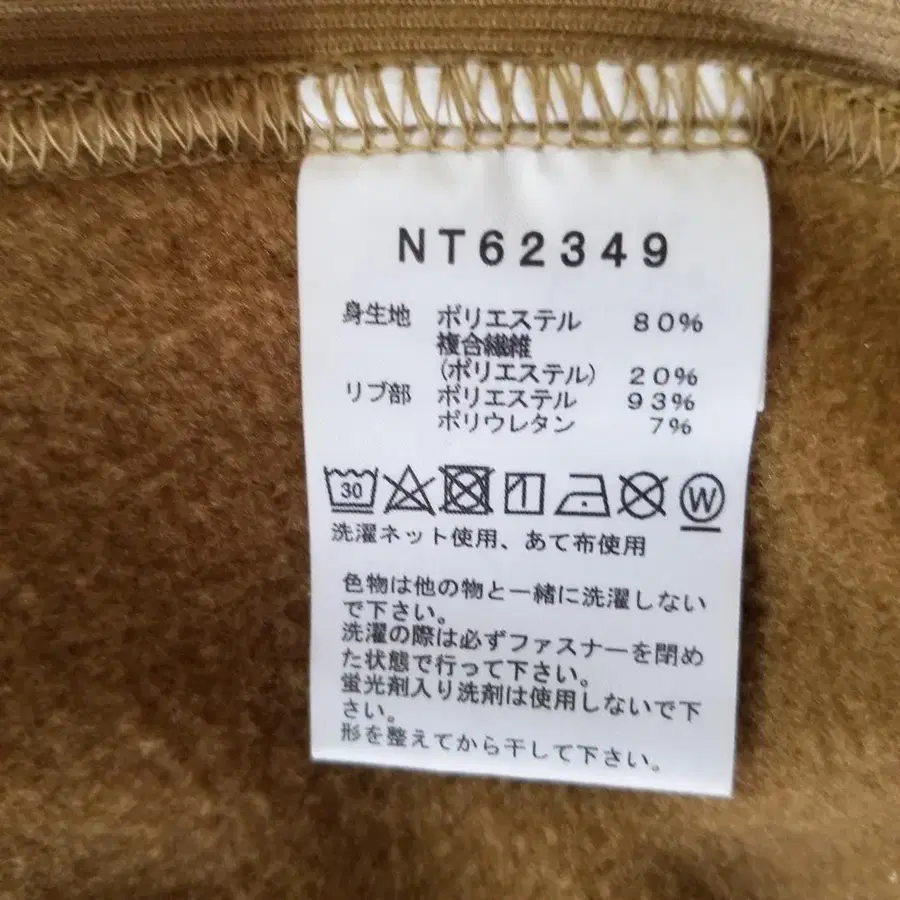 NT62349
身生地 ポリエステル 80%
複合繊維
(ポリエステル) 20%
リブ部 ポリエステル 93%
ポリウレタン 7%
30 W
洗濯ネット使用、あて布使用
色物は他の物と一緒に洗濯しない
で下さい。
洗濯の際は必ずファスナーを閉め
た状態で行って下さい。
蛍光剤入り洗剤は使用しないで下
さい。
形を整えてから干して下さい。